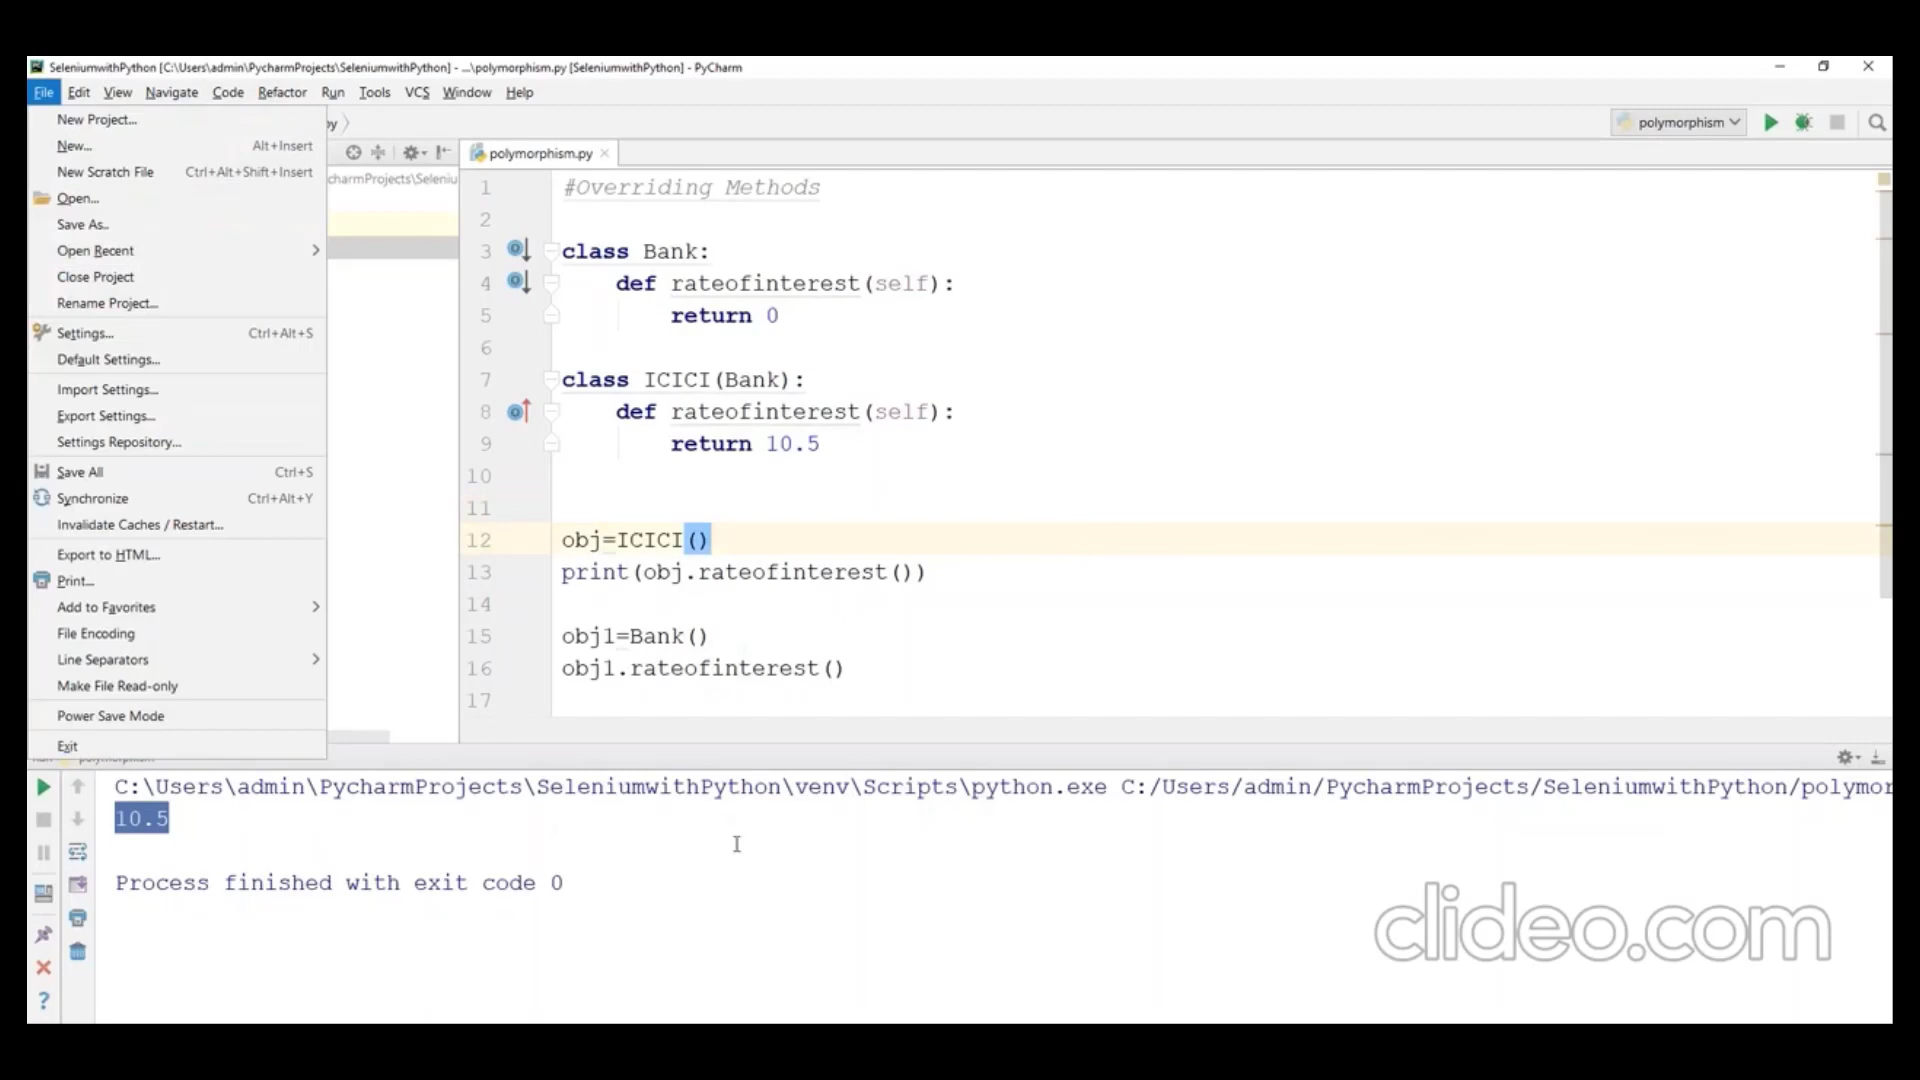 SeleniumwithPython [C:\Users\admin\PycharmProjects\SeleniumwithPython] - ...\polymorphism.py [SeleniumwithPython] - PyCharm
File Edit View Navigate Code Refactor Run Tools VCS Window Help
New Project...
New... Alt+Insert
New Scratch File Ctrl+Alt+Shift+Insert
Open...
Save As..
Open Recent
Close Project
Rename Project...
Settings... Ctrl+Alt+S
Default Settings...
Import Settings...
Export Settings...
Settings Repository...
Save All Ctrl+S
Synchronize Ctrl+Alt+Y
Invalidate Caches / Restart...
Export to HTML...
Print...
Add to Favorites
File Encoding
Line Separators
Make File Read-only
Power Save Mode
Exit
py
polymorphism
charmProjects\Seleniu
polymorphism.py
1 #Overriding Methods
2
3 class Bank:
4 def rateofinterest(self):
5 return 0
6
7 class ICICI(Bank):
8 def rateofinterest(self):
9 return 10.5
10
11
12 obj=ICICI()
13 print(obj.rateofinterest())
14
15 obj1=Bank()
16 obj1.rateofinterest()
17
C:\Users\admin\PycharmProjects\SeleniumwithPython\venv\Scripts\python.exe C:/Users/admin/PycharmProjects/SeleniumwithPython/polymor
10.5
Process finished with exit code 0
clideo.com